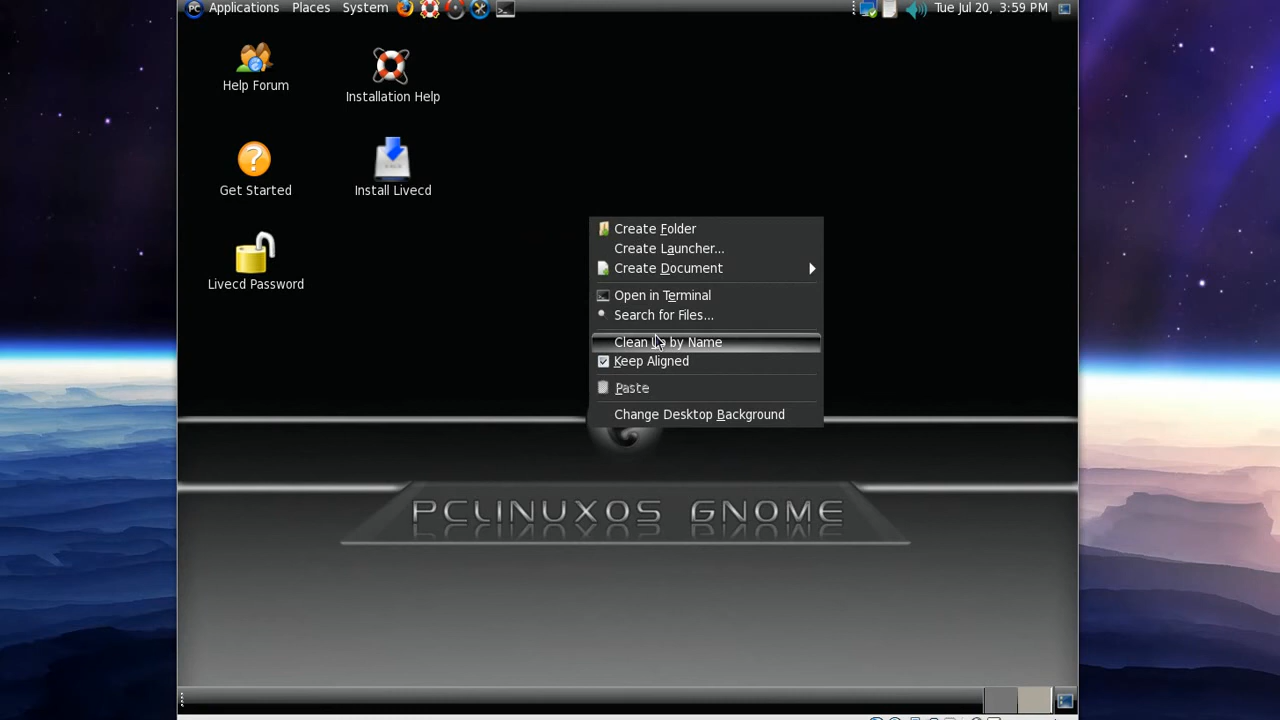 Applications Places System Tue Jul 20, 3:59 PM
Help Forum
Installation Help
Get Started
Install Livecd
Livecd Password
Create Folder
Create Launcher...
Create Document
Open in Terminal
Search for Files...
Clean Up by Name
Keep Aligned
Paste
Change Desktop Background
PCLINUXOS GNOME